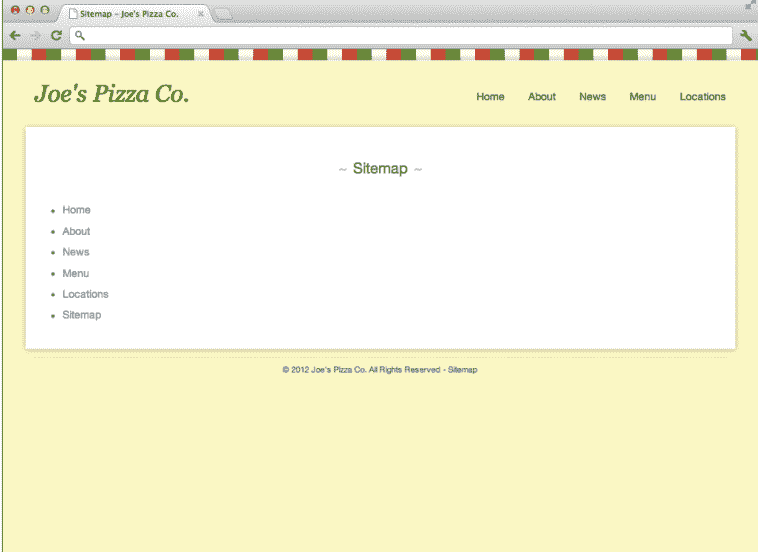 Sitemap – Joe's Pizza Co.
Joe's Pizza Co.
Home About News Menu Locations
~ Sitemap ~
• Home
• About
• News
• Menu
• Locations
• Sitemap
© 2012 Joe's Pizza Co. All Rights Reserved - Sitemap